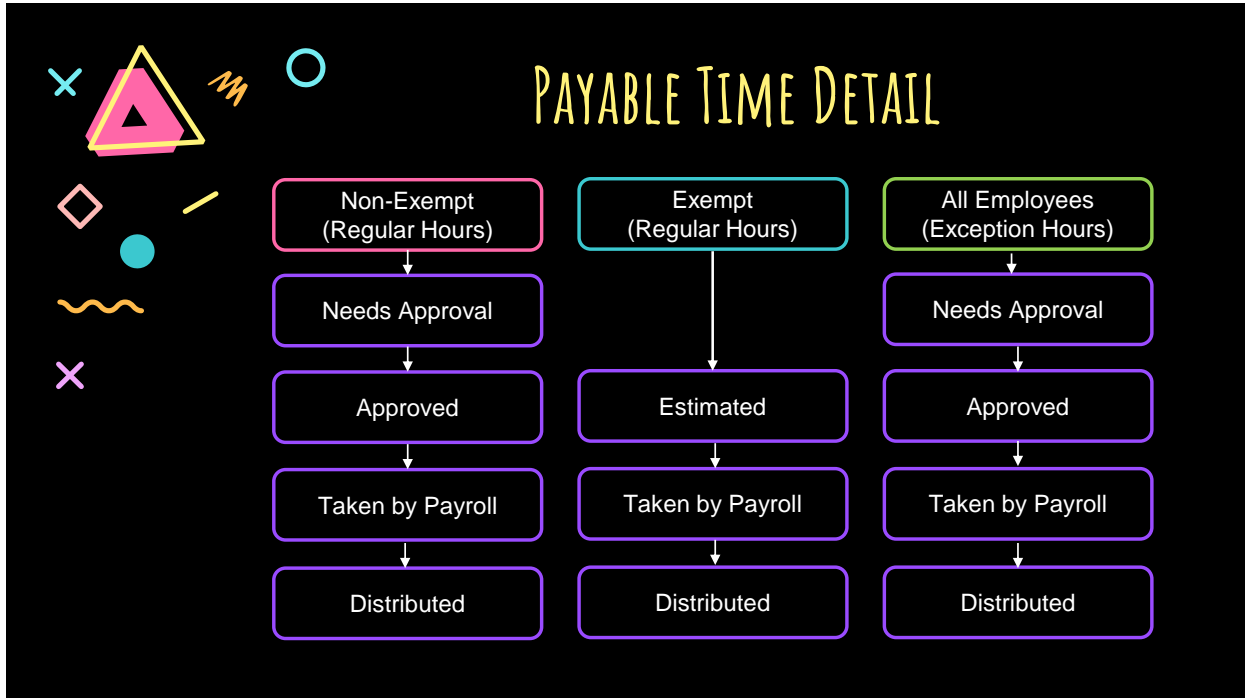 Payable Time Detail
Non-Exempt
(Regular Hours)
Needs Approval
Approved
Taken by Payroll
Distributed
Exempt
(Regular Hours)
Estimated
Taken by Payroll
Distributed
All Employees
(Exception Hours)
Needs Approval
Approved
Taken by Payroll
Distributed